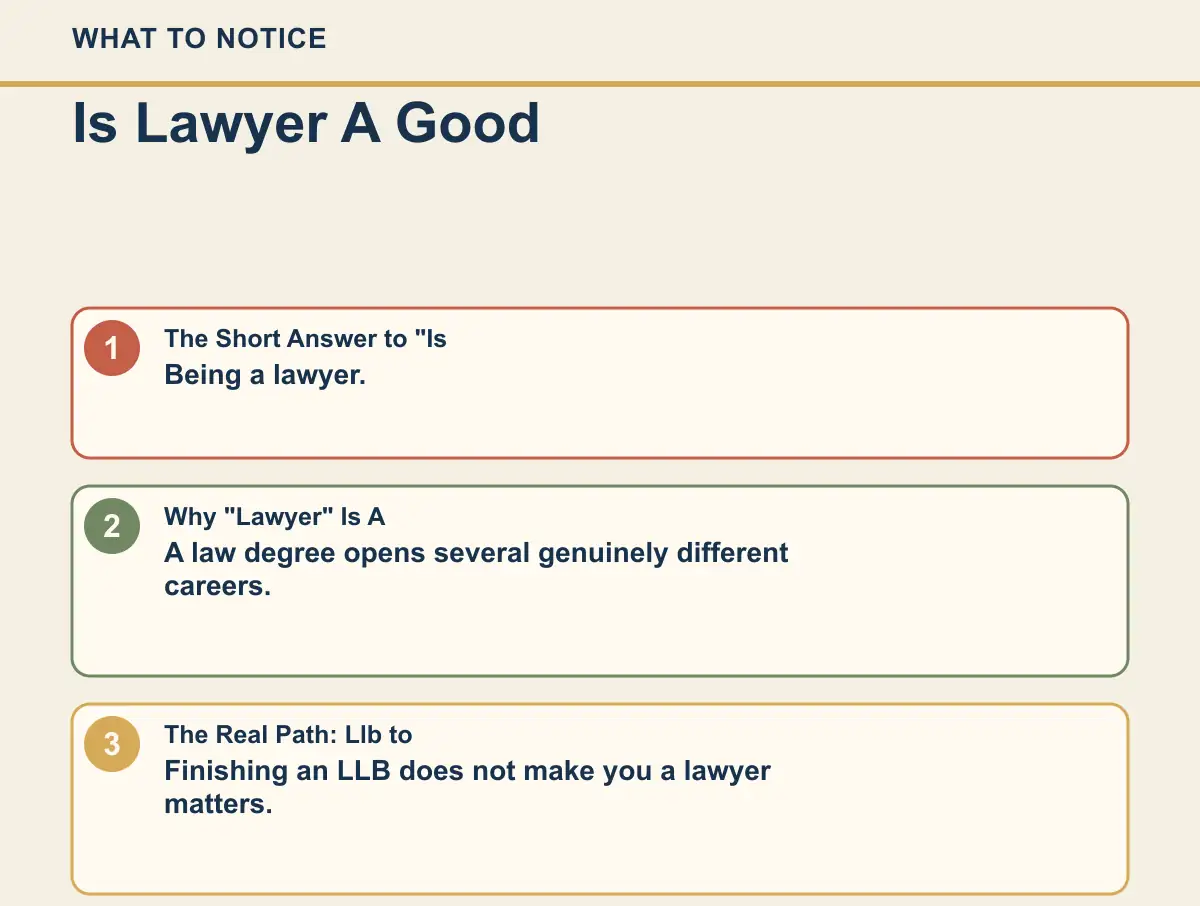 WHAT TO NOTICE
Is Lawyer A Good
1
The Short Answer to "Is
Being a lawyer.
2
Why "Lawyer" Is A
A law degree opens several genuinely different
careers.
3
The Real Path: Llb to
Finishing an LLB does not make you a lawyer
matters.